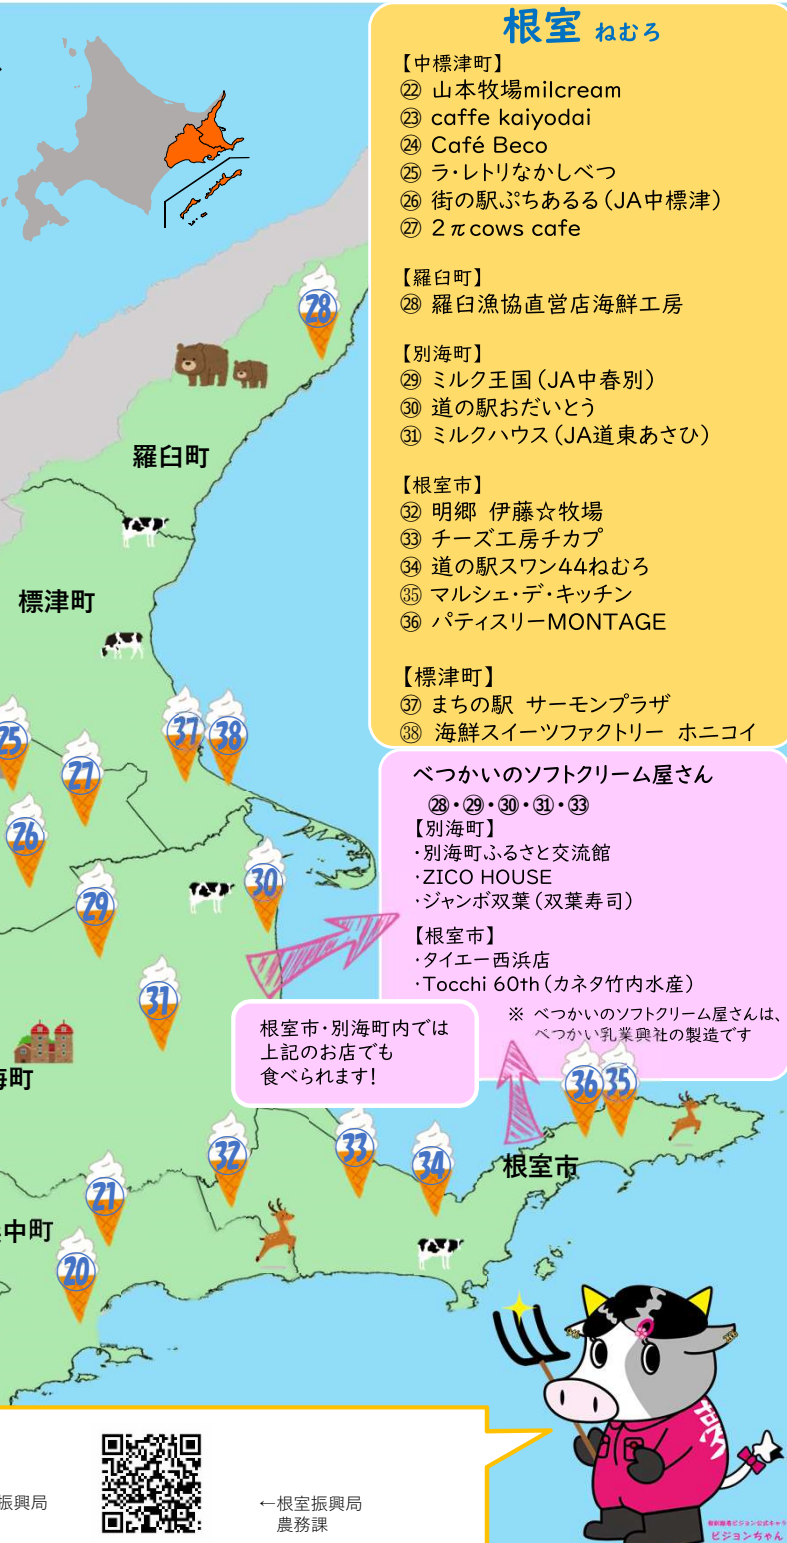 根室 ねむろ
【中標津町】
㉒ 山本牧場milcream
㉓ caffe kaiyodai
㉔ Café Beco
㉕ ラ・レトリなかしべつ
㉖ 街の駅ぷちあるる(JA中標津)
㉗ 2πcows cafe
【羅臼町】
㉘ 羅臼漁協直営店海鮮工房
【別海町】
㉙ ミルク王国(JA中春別)
㉚ 道の駅おだいとう
㉛ ミルクハウス(JA道東あさひ)
【根室市】
㉜ 明郷 伊藤☆牧場
㉝ チーズ工房チカプ
㉞ 道の駅スワン44ねむろ
㉟ マルシェ・デ・キッチン
㊱ パティスリーMONTAGE
【標津町】
㊲ まちの駅 サーモンプラザ
㊳ 海鮮スイーツファクトリー ホニコイ
べつかいのソフトクリーム屋さん
㉘・㉙・㉚・㉛・㉝
【別海町】
・別海町ふるさと交流館
・ZICO HOUSE
・ジャンボ双葉(双葉寿司)
【根室市】
・タイエー西浜店
・Tocchi 60th(カネタ竹内水産)
※ べつかいのソフトクリーム屋さんは、
べつかい乳業興社の製造です
根室市・別海町内では
上記のお店でも
食べられます!
28
羅臼町
標津町
37
38
25
27
26
29
30
31
海町
36
35
根室市
32
33
34
21
中町
20
振興局
←根室振興局
農務課
ビジョンちゃん